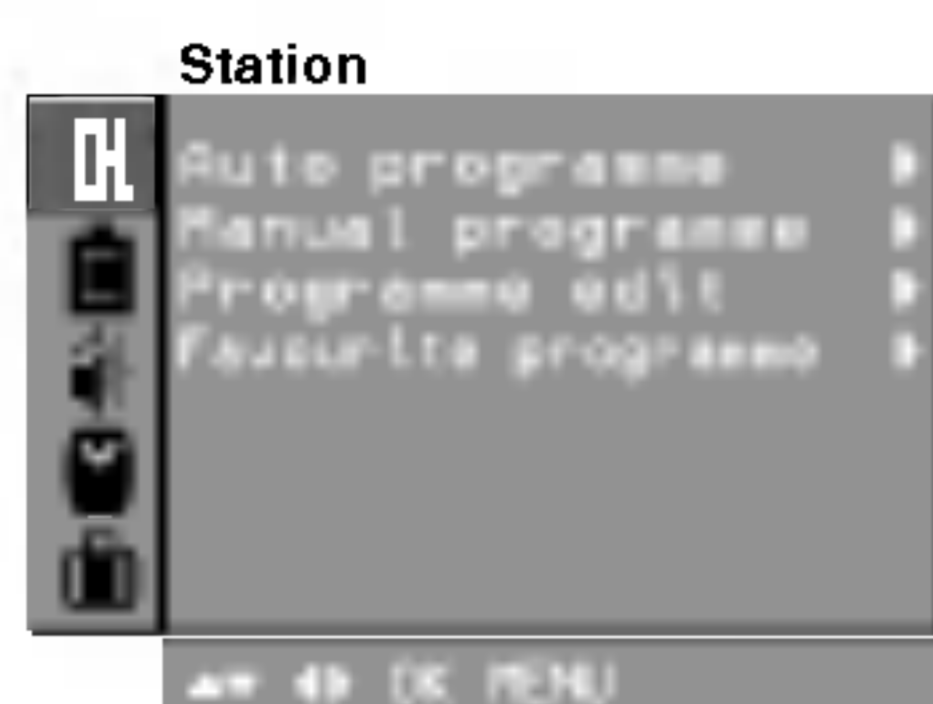 Station
CH
Auto programme
Manual programme
Programme edit
Favourite programme
▲▼ ◀▶ OK MENU